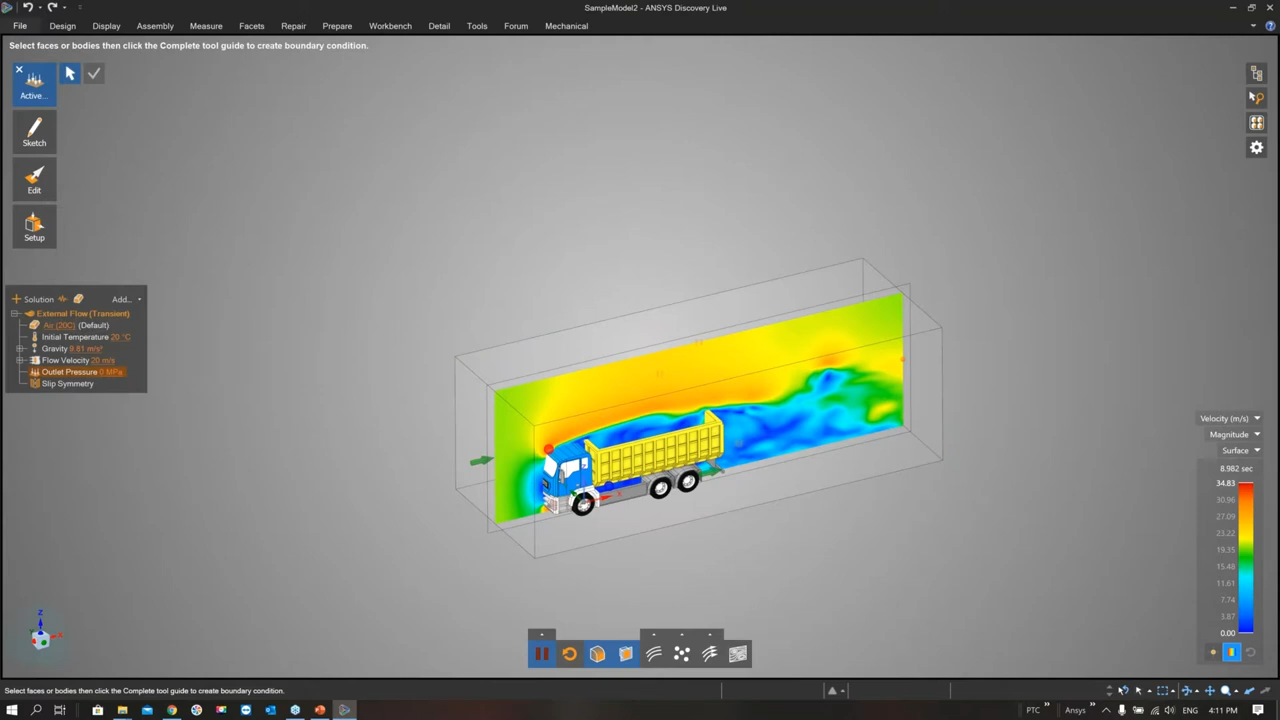 SampleModel2 - ANSYS Discovery Live
File Design Display Assembly Measure Facets Repair Prepare Workbench Detail Tools Forum Mechanical
Select faces or bodies then click the Complete tool guide to create boundary condition.
Active...
Sketch
Edit
Setup
Solution Add...
External Flow (Transient)
Air (20C) (Default)
Initial Temperature 20 °C
Gravity 9.81 m/s²
Flow Velocity 20 m/s
Outlet Pressure 0 MPa
Slip Symmetry
Velocity (m/s)
Magnitude
Surface
8.982 sec
34.83
30.96
27.09
23.22
19.35
15.48
11.61
7.74
3.87
0.00
Z
X
X
Select faces or bodies then click the Complete tool guide to create boundary condition.
PTC Ansys ENG 4:11 PM